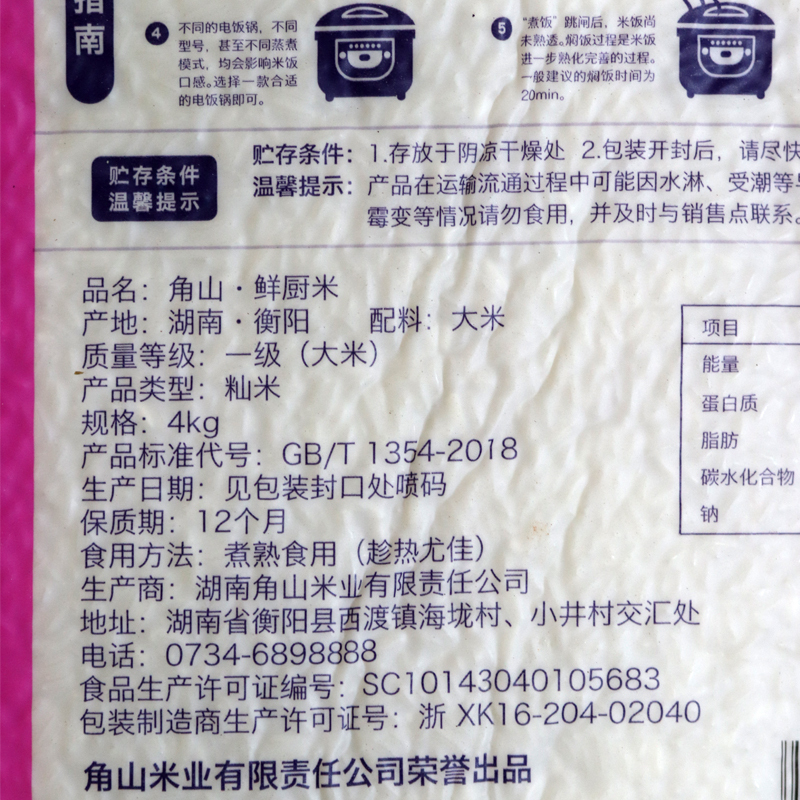 指南
4 不同的电饭锅，不同
型号，甚至不同蒸煮
模式，均会影响米饭
口感。选择一款合适
的电饭锅即可。
5 “煮饭”跳闸后，米饭尚
未熟透。焖饭过程是米饭
进一步熟化完善的过程。
一般建议的焖饭时间为
20min。
贮存条件
温馨提示
贮存条件：1.存放于阴凉干燥处 2.包装开封后，请尽快
温馨提示：产品在运输流通过程中可能因水淋、受潮等
霉变等情况请勿食用，并及时与销售点联系。
品名：角山·鲜厨米
产地：湖南·衡阳 配料：大米
质量等级：一级（大米）
产品类型：籼米
规格：4kg
产品标准代号：GB/T 1354-2018
生产日期：见包装封口处喷码
保质期：12个月
食用方法：煮熟食用（趁热尤佳）
生产商：湖南角山米业有限责任公司
地址：湖南省衡阳县西渡镇海垅村、小井村交汇处
电话：0734-6898888
食品生产许可证编号：SC10143040105683
包装制造商生产许可证号：浙 XK16-204-02040
角山米业有限责任公司荣誉出品
项目
能量
蛋白质
脂肪
碳水化合物
钠